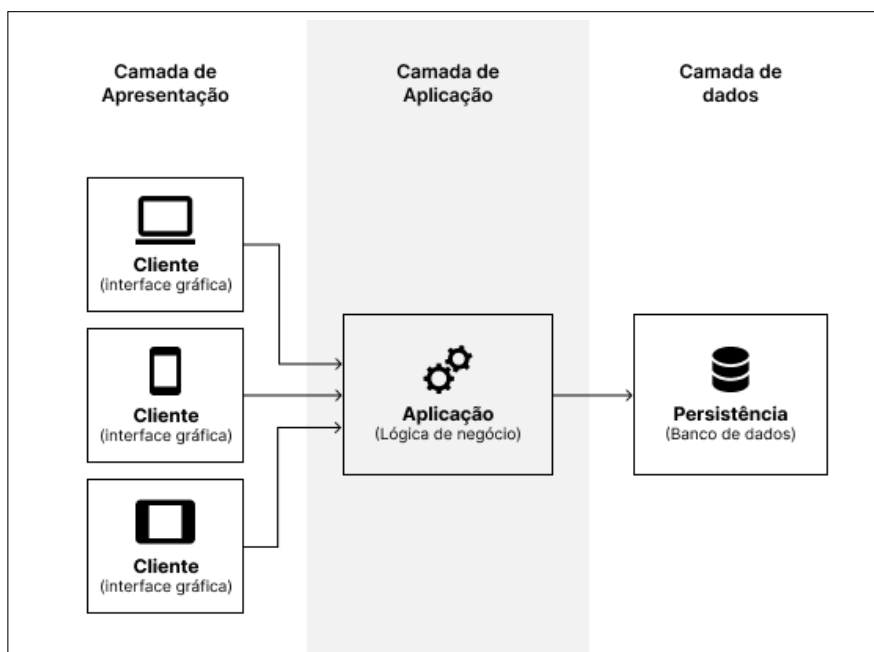 Camada de
Apresentação
Camada de
Aplicação
Camada de
dados
Cliente
(interface gráfica)
Cliente
(interface gráfica)
Cliente
(interface gráfica)
Aplicação
(Lógica de negócio)
Persistência
(Banco de dados)